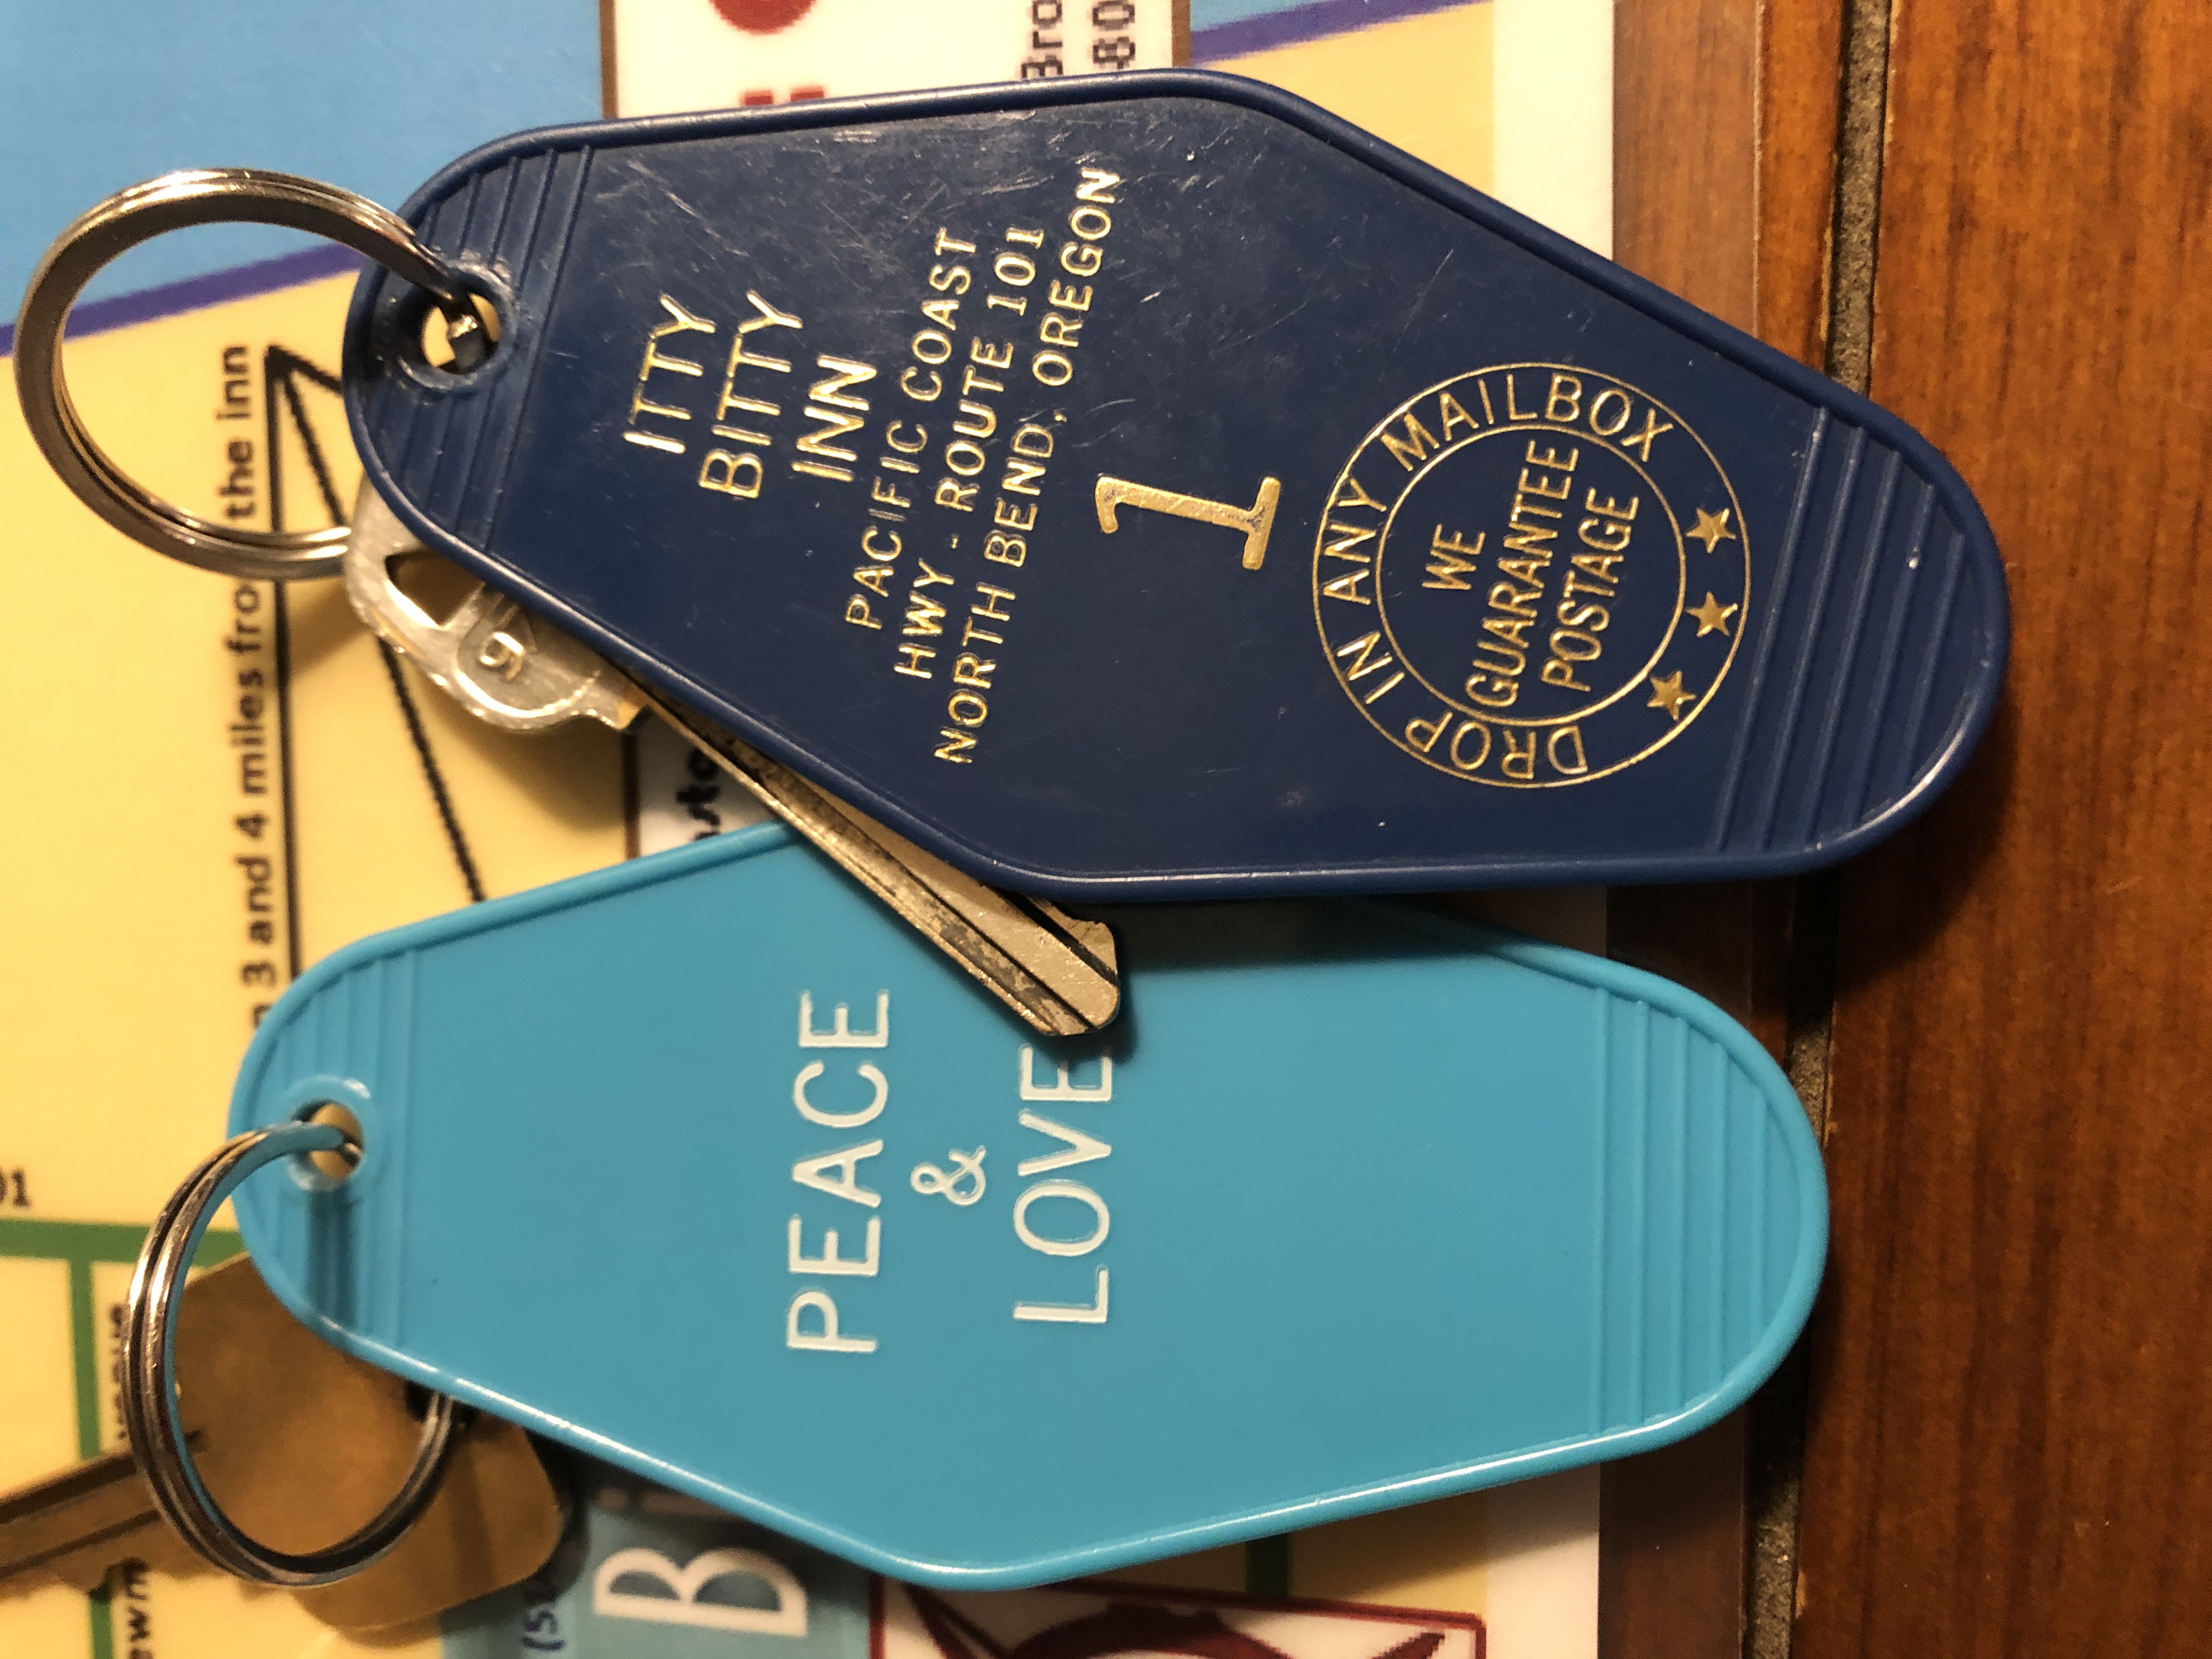 ITTY
BITTY
INN
PACIFIC COAST
HWY - ROUTE 101
NORTH BEND, OREGON
1
DROP IN ANY MAILBOX
WE
GUARANTEE
POSTAGE
PEACE
&
LOVE
3 and 4 miles from the inn